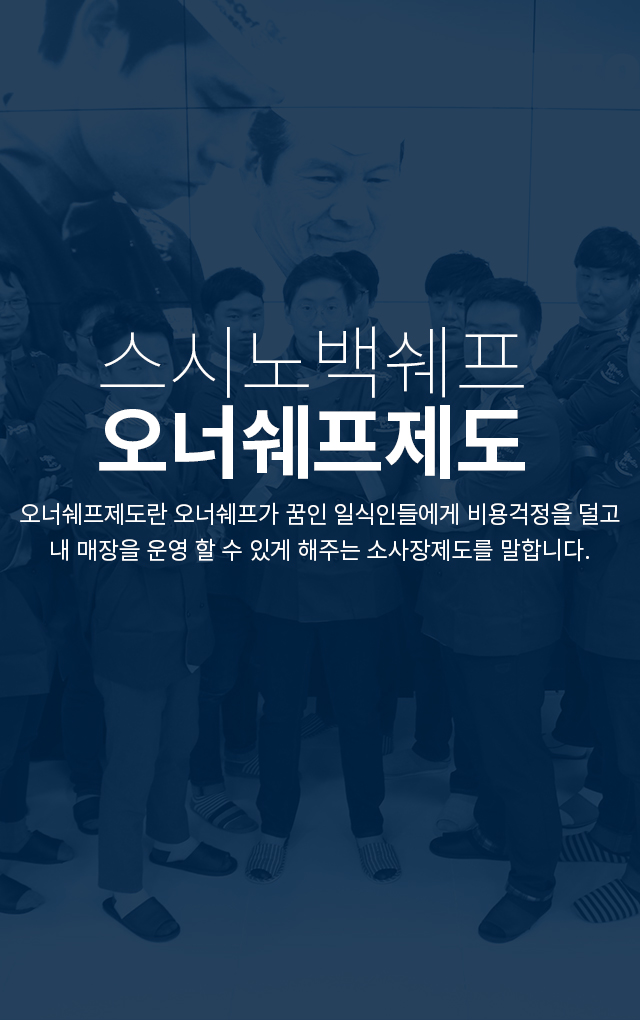 스시노백쉐프
오너쉐프제도
오너쉐프제도란 오너쉐프가 꿈인 일식인들에게 비용걱정을 덜고
내 매장을 운영 할 수 있게 해주는 소사장제도를 말합니다.